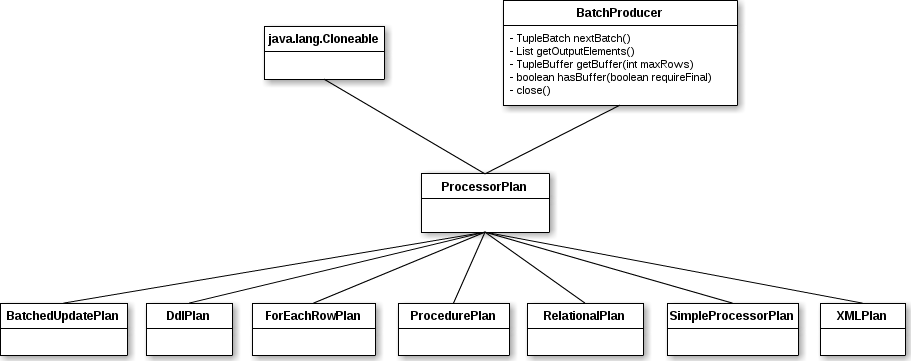 java.lang.Cloneable
BatchProducer
- TupleBatch nextBatch()
- List getOutputElements()
- TupleBuffer getBuffer(int maxRows)
- boolean hasBuffer(boolean requireFinal)
- close()
ProcessorPlan
BatchedUpdatePlan
DdlPlan
ForEachRowPlan
ProcedurePlan
RelationalPlan
SimpleProcessorPlan
XMLPlan